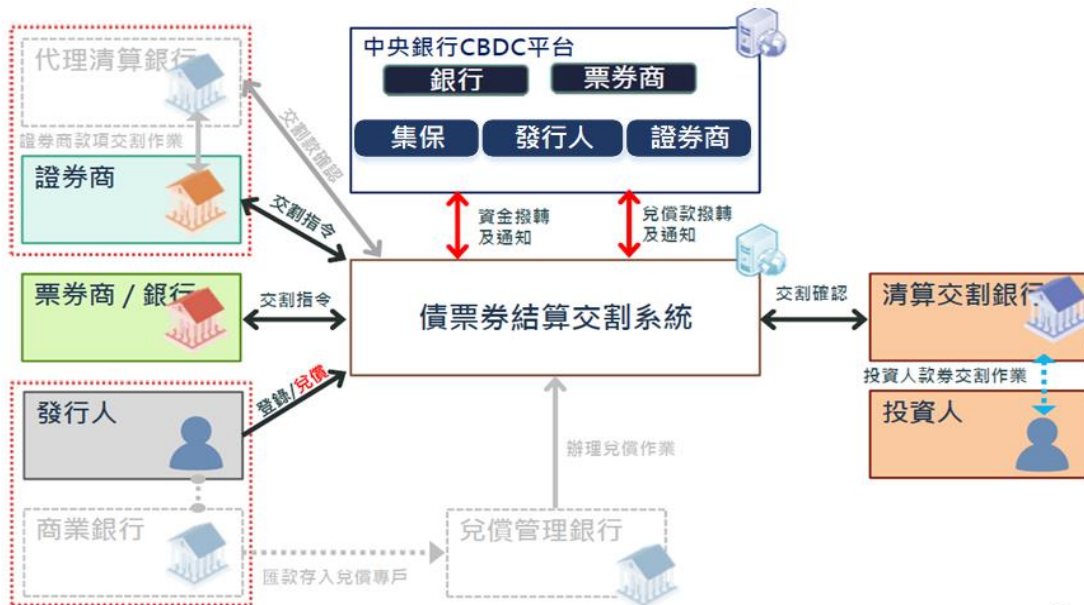 代理清算銀行
證券商款項交割作業
證券商
交割款確認
交割指令
中央銀行CBDC平台
銀行
票券商
集保
發行人
證券商
資金撥轉
及通知
兌償款撥轉
及通知
票券商 / 銀行
交割指令
債票券結算交割系統
交割確認
清算交割銀行
投資人款券交割作業
投資人
發行人
登錄/兌償
辦理兌償作業
商業銀行
匯款存入兌償專戶
兌償管理銀行